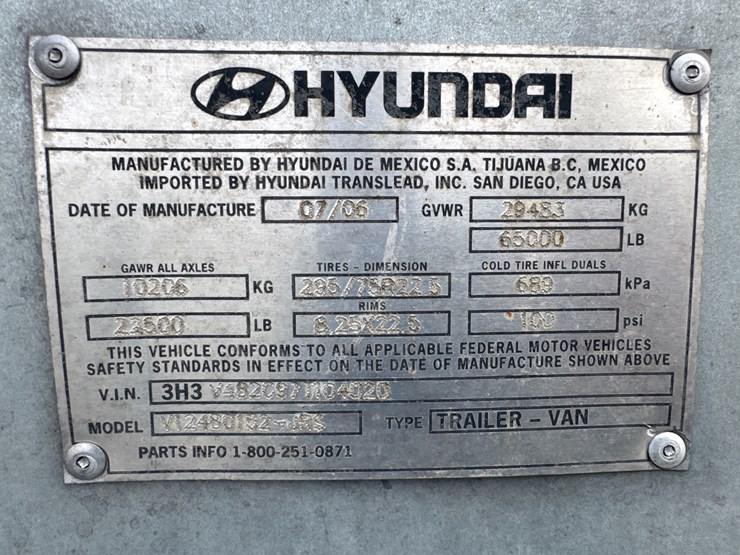 HYUNDAI
MANUFACTURED BY HYUNDAI DE MEXICO S.A. TIJUANA B.C, MEXICO
IMPORTED BY HYUNDAI TRANSLEAD, INC. SAN DIEGO, CA USA
DATE OF MANUFACTURE 07/06 GVWR 29483 KG
65000 LB
GAWR ALL AXLES TIRES - DIMENSION COLD TIRE INFL DUALS
10206 KG 295/75R22.5 689 kPa
RIMS
22500 LB 8.25X22.5 100 psi
THIS VEHICLE CONFORMS TO ALL APPLICABLE FEDERAL MOTOR VEHICLES
SAFETY STANDARDS IN EFFECT ON THE DATE OF MANUFACTURE SHOWN ABOVE
V.I.N. 3H3
MODEL TYPE TRAILER - VAN
PARTS INFO 1-800-251-0871